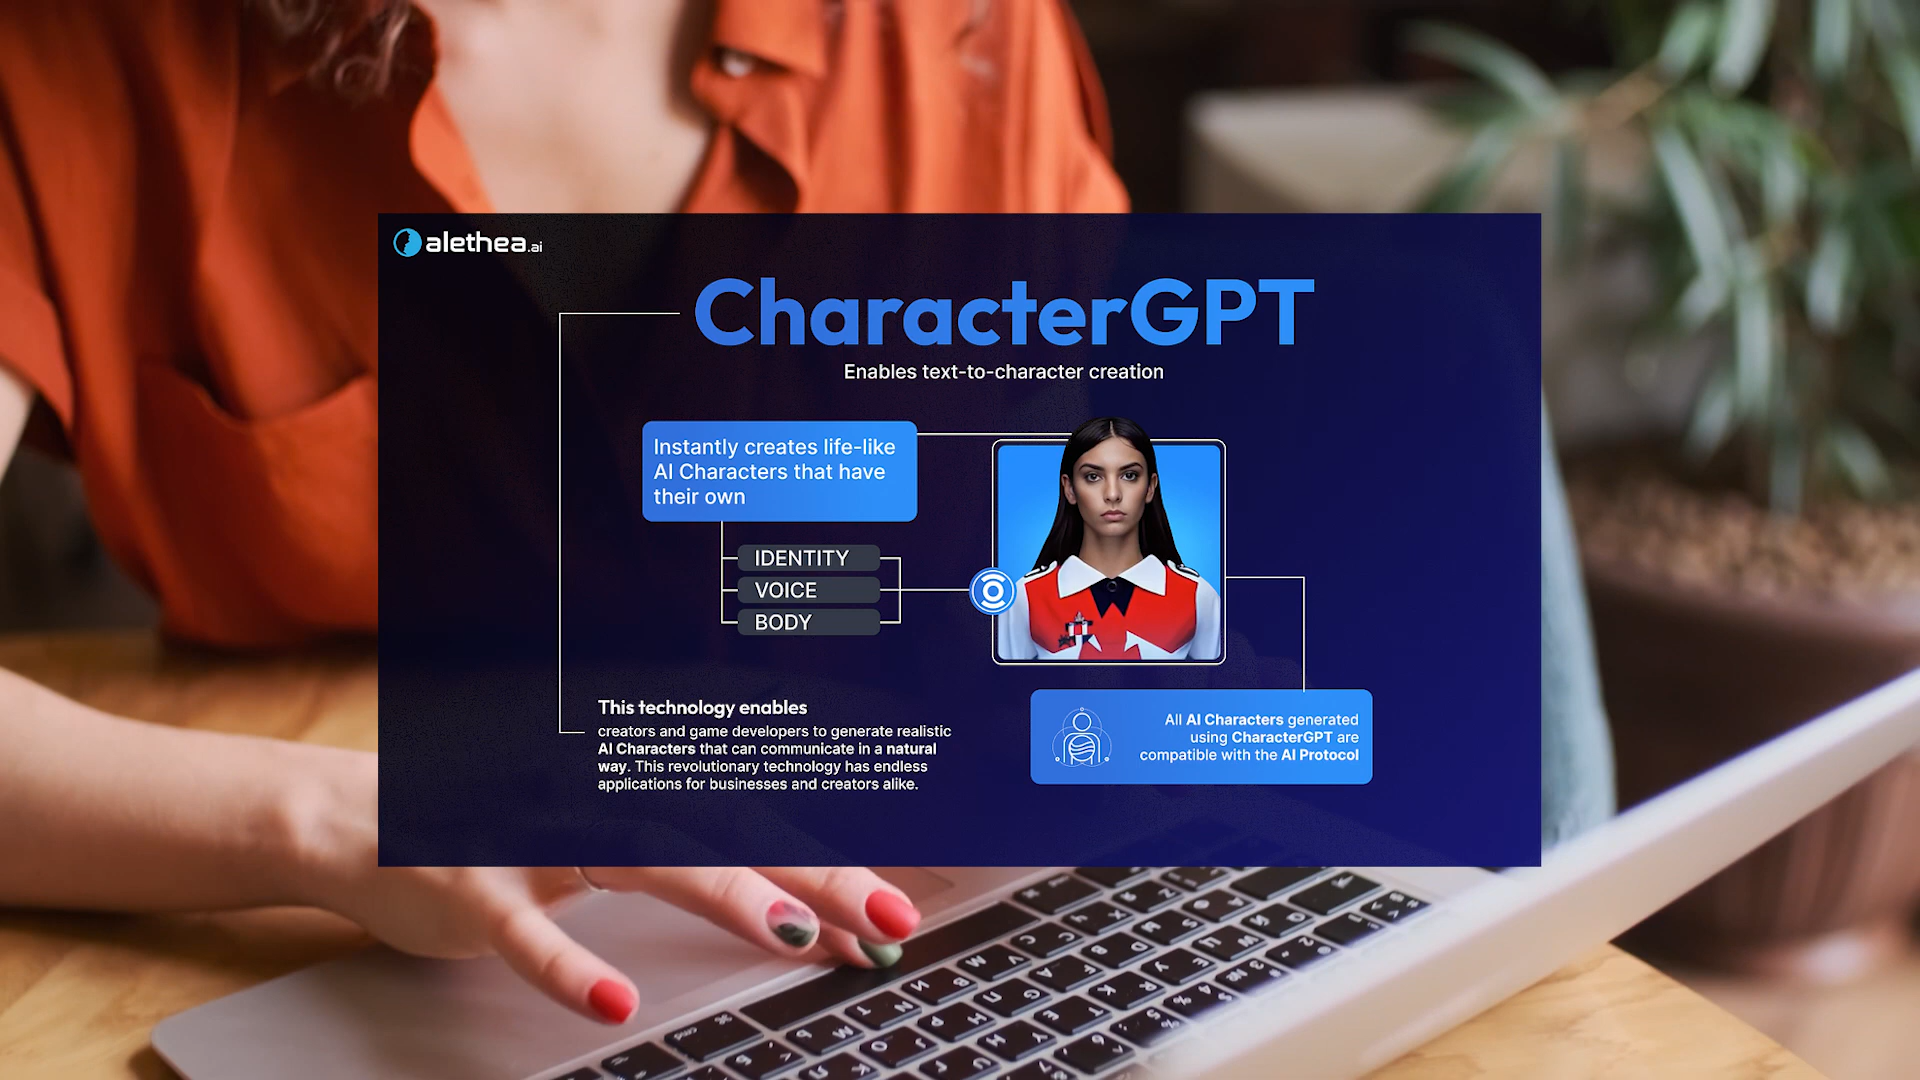 alethea.ai
CharacterGPT
Enables text-to-character creation
Instantly creates life-like
AI Characters that have
their own
IDENTITY
VOICE
BODY
This technology enables
creators and game developers to generate realistic
AI Characters that can communicate in a natural
way. This revolutionary technology has endless
applications for businesses and creators alike.
All AI Characters generated
using CharacterGPT are
compatible with the AI Protocol